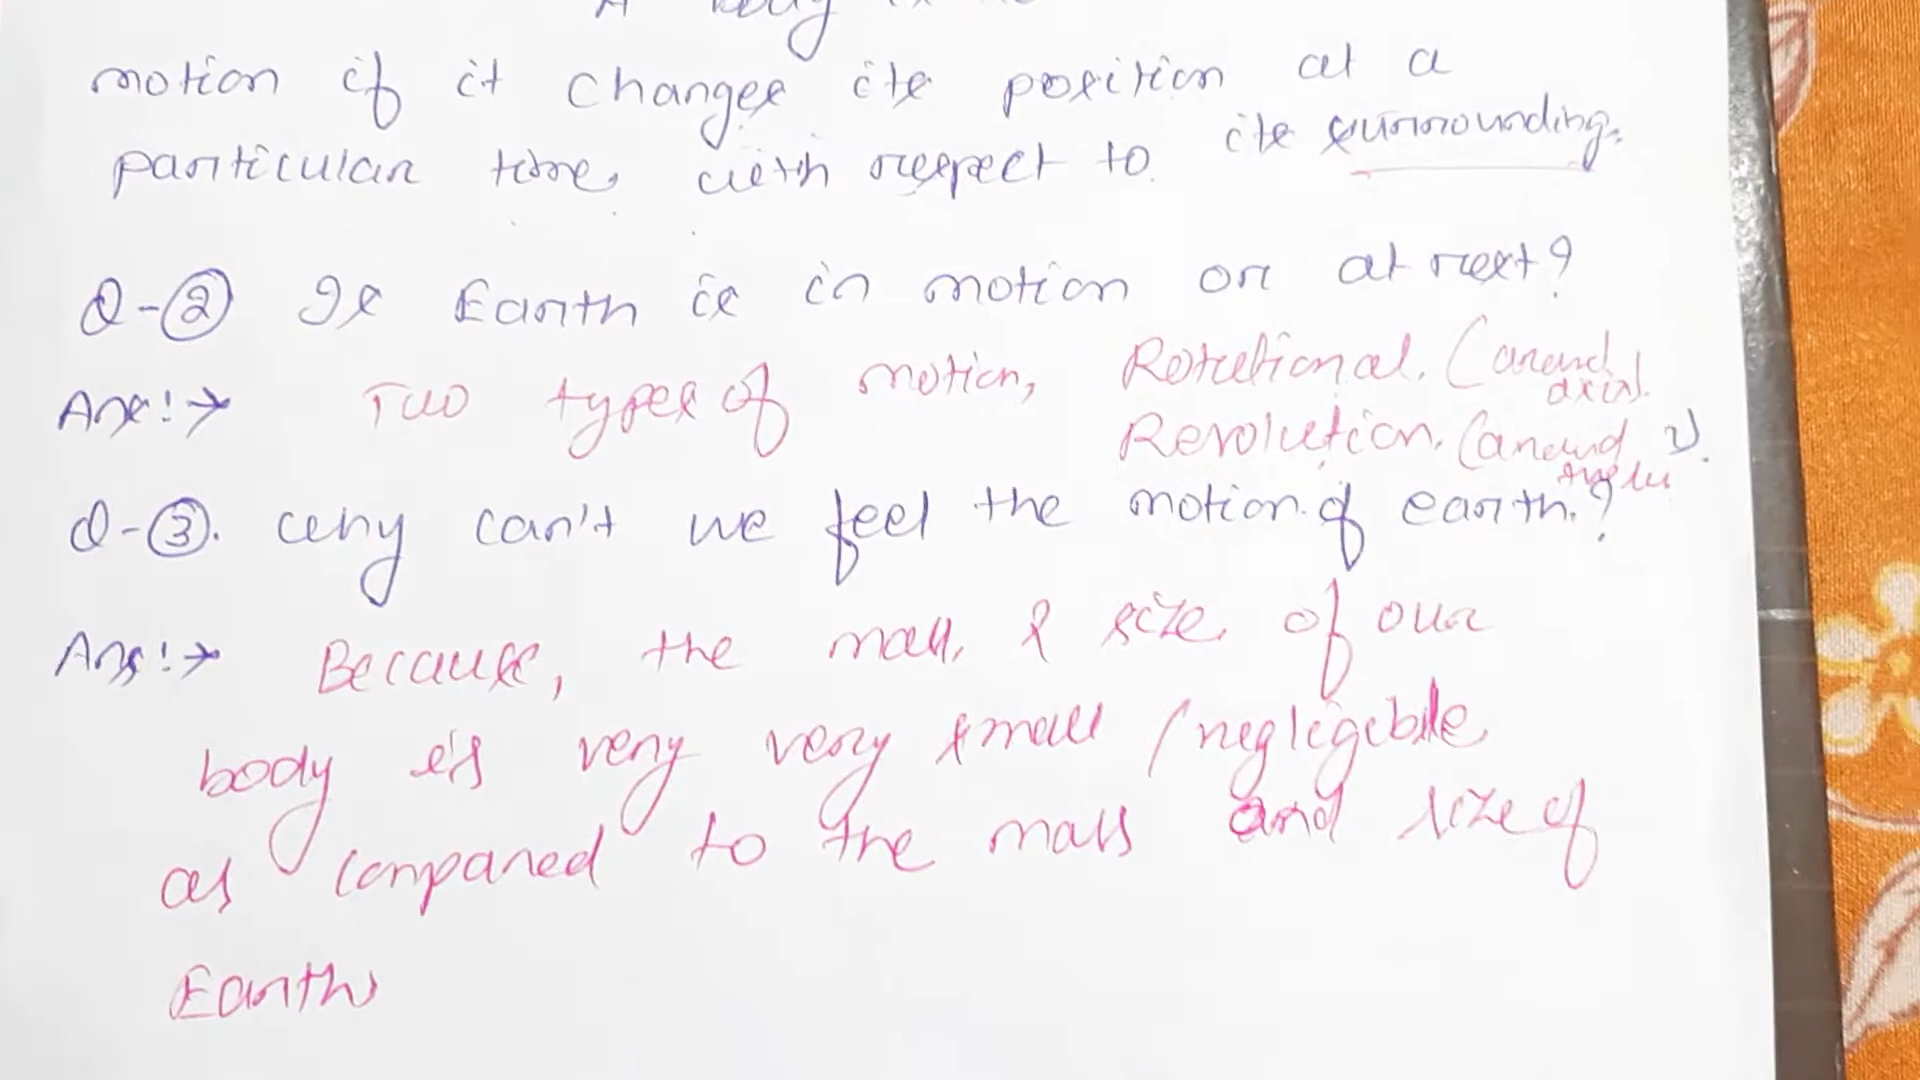 A body is
motion if it changes its position at a
particular time, with respect to its surrounding.
Q-② Is Earth is in motion or at rest?
Ans:→ Two types of motion, Rotational. (around axis).
Revolution. (around
Q-③. Why can't we feel the motion of earth.?
Ans:→ Because, the mass, & size of our
body is very very small / negligible
as compared to the mass and size of
Earth